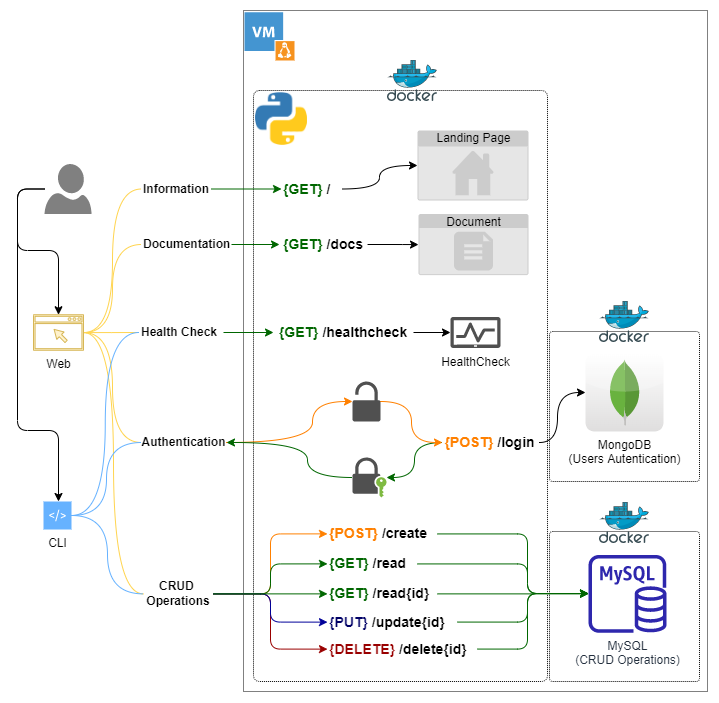 VM
docker
Landing Page
Information
{GET} /
Document
Documentation
{GET} /docs
Health Check
{GET} /healthcheck
HealthCheck
docker
Web
MongoDB
(Users Autentication)
Authentication
{POST} /login
</>
CLI
docker
{POST} /create
{GET} /read
MySQL
CRUD
Operations
{GET} /read{id}
{PUT} /update{id}
{DELETE} /delete{id}
MySQL
(CRUD Operations)